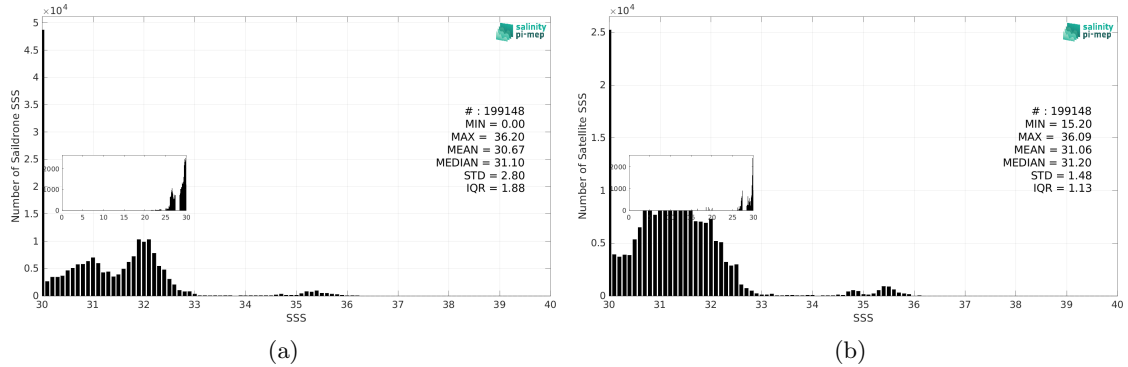 ×10⁴
5
4.5
4
3.5
3
2.5
2
1.5
1
0.5
0
Number of Saildrone SSS
salinity
pi-mep
# : 199148
MIN = 0.00
MAX = 36.20
MEAN = 30.67
MEDIAN = 31.10
STD = 2.80
IQR = 1.88
2000
1000
0
0 5 10 15 20 25 30
30 31 32 33 34 35 36 37 38 39 40
SSS
(a)
×10⁴
2.5
2
1.5
1
0.5
0
Number of Satellite SSS
salinity
pi-mep
# : 199148
MIN = 15.20
MAX = 36.09
MEAN = 31.06
MEDIAN = 31.20
STD = 1.48
IQR = 1.13
2000
1000
0
0 5 10 15 20 25 30
30 31 32 33 34 35 36 37 38 39 40
SSS
(b)